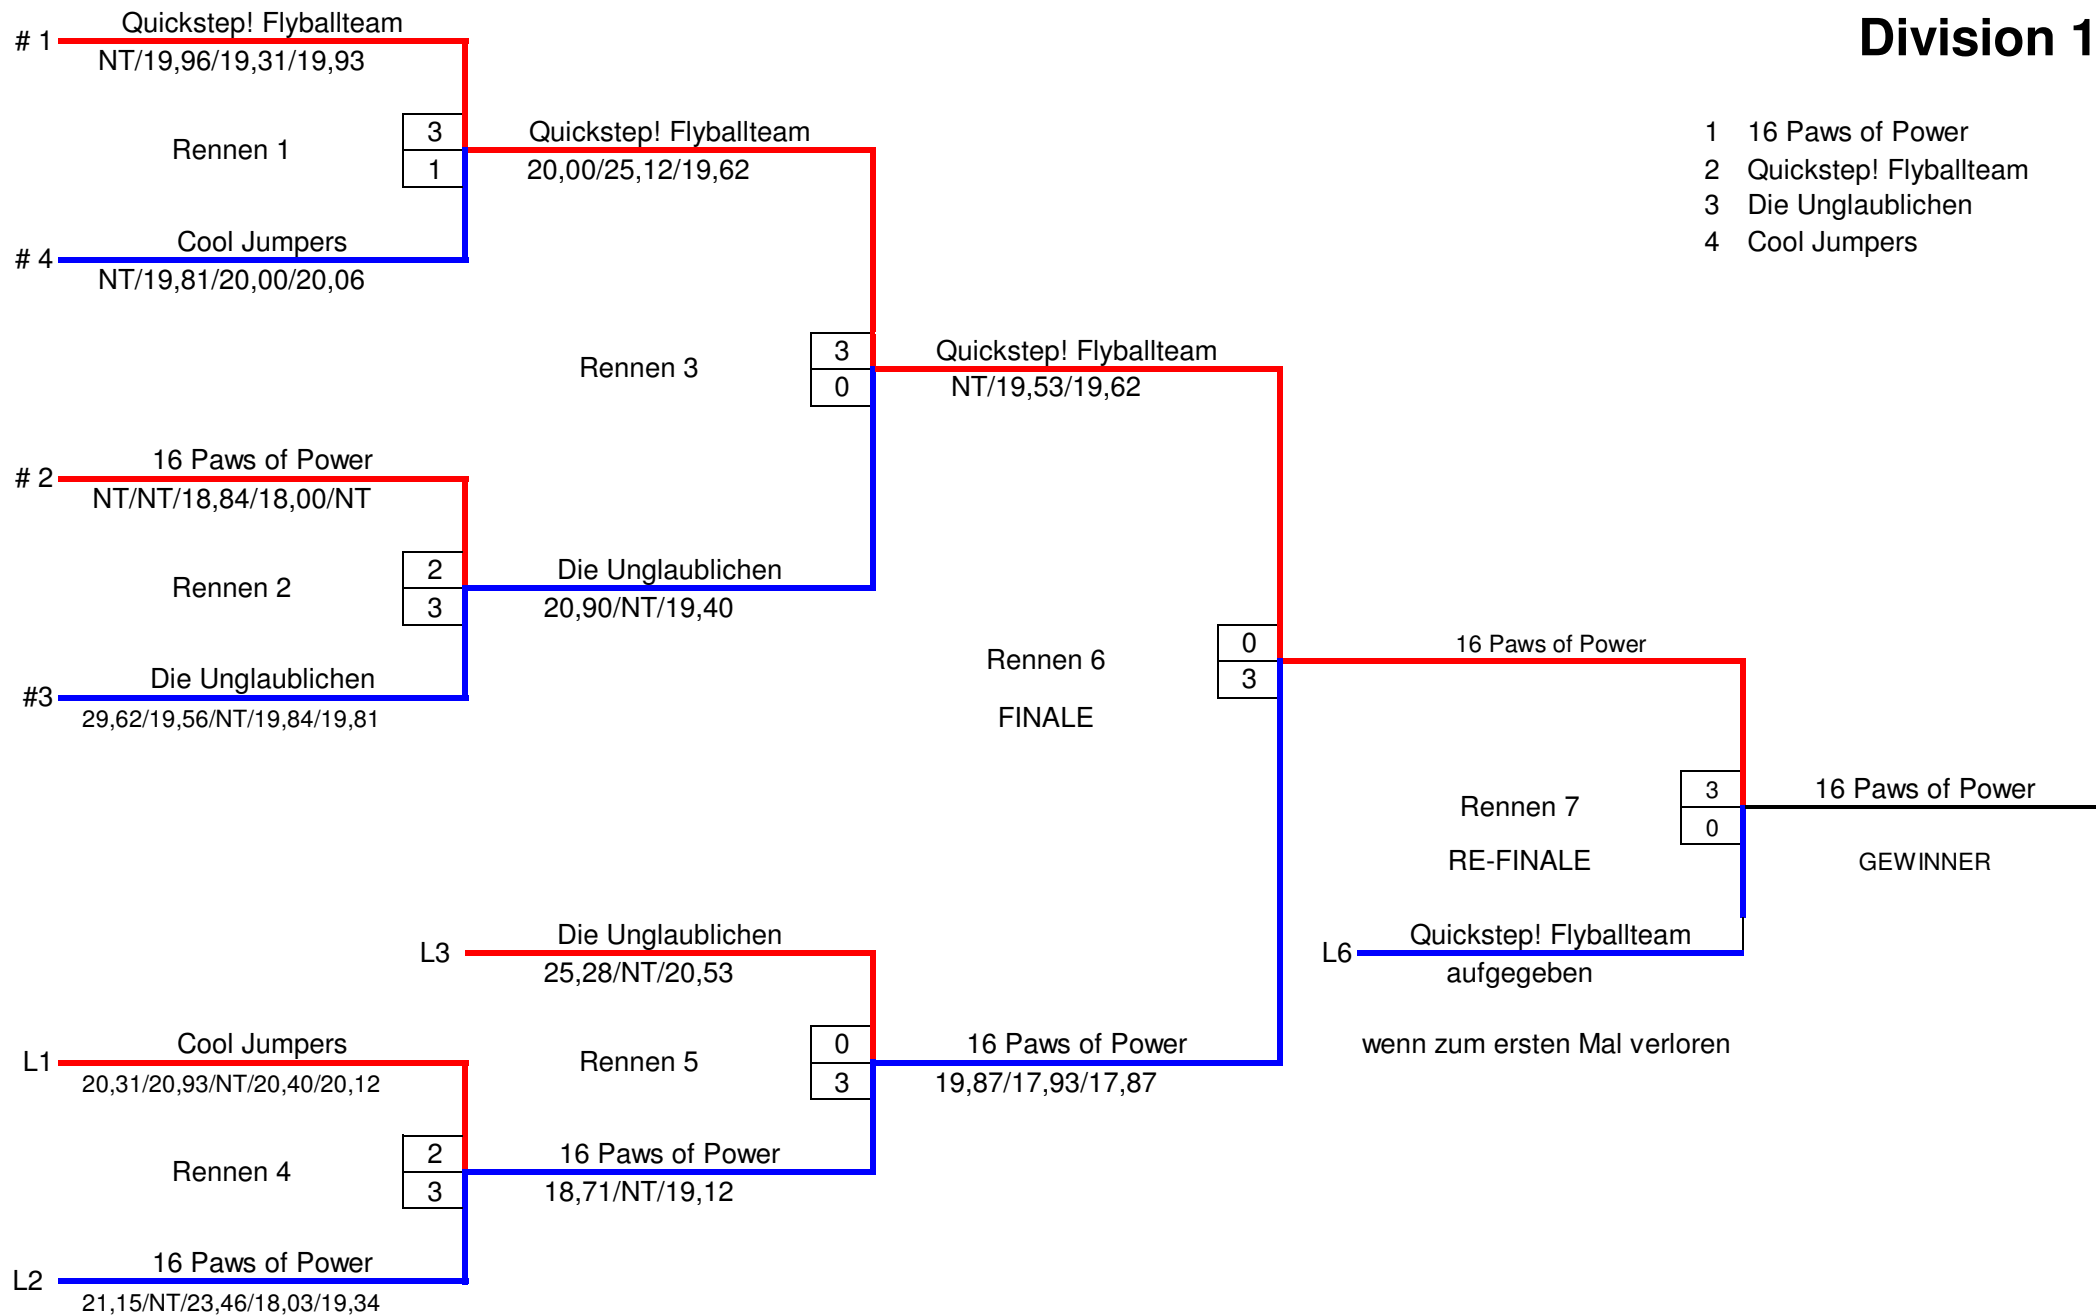 Division 1
1 16 Paws of Power
2 Quickstep! Flyballteam
3 Die Unglaublichen
4 Cool Jumpers
# 1
Quickstep! Flyballteam
NT/19,96/19,31/19,93
Rennen 1
3
1
# 4
Cool Jumpers
NT/19,81/20,00/20,06
Quickstep! Flyballteam
20,00/25,12/19,62
Rennen 3
3
0
# 2
16 Paws of Power
NT/NT/18,84/18,00/NT
Rennen 2
2
3
#3
Die Unglaublichen
29,62/19,56/NT/19,84/19,81
Die Unglaublichen
20,90/NT/19,40
Quickstep! Flyballteam
NT/19,53/19,62
Rennen 6
FINALE
0
3
16 Paws of Power
Rennen 7
RE-FINALE
3
0
16 Paws of Power
GEWINNER
L6
Quickstep! Flyballteam
aufgegeben
wenn zum ersten Mal verloren
L3
Die Unglaublichen
25,28/NT/20,53
Rennen 5
0
3
16 Paws of Power
19,87/17,93/17,87
L1
Cool Jumpers
20,31/20,93/NT/20,40/20,12
Rennen 4
2
3
16 Paws of Power
18,71/NT/19,12
L2
16 Paws of Power
21,15/NT/23,46/18,03/19,34